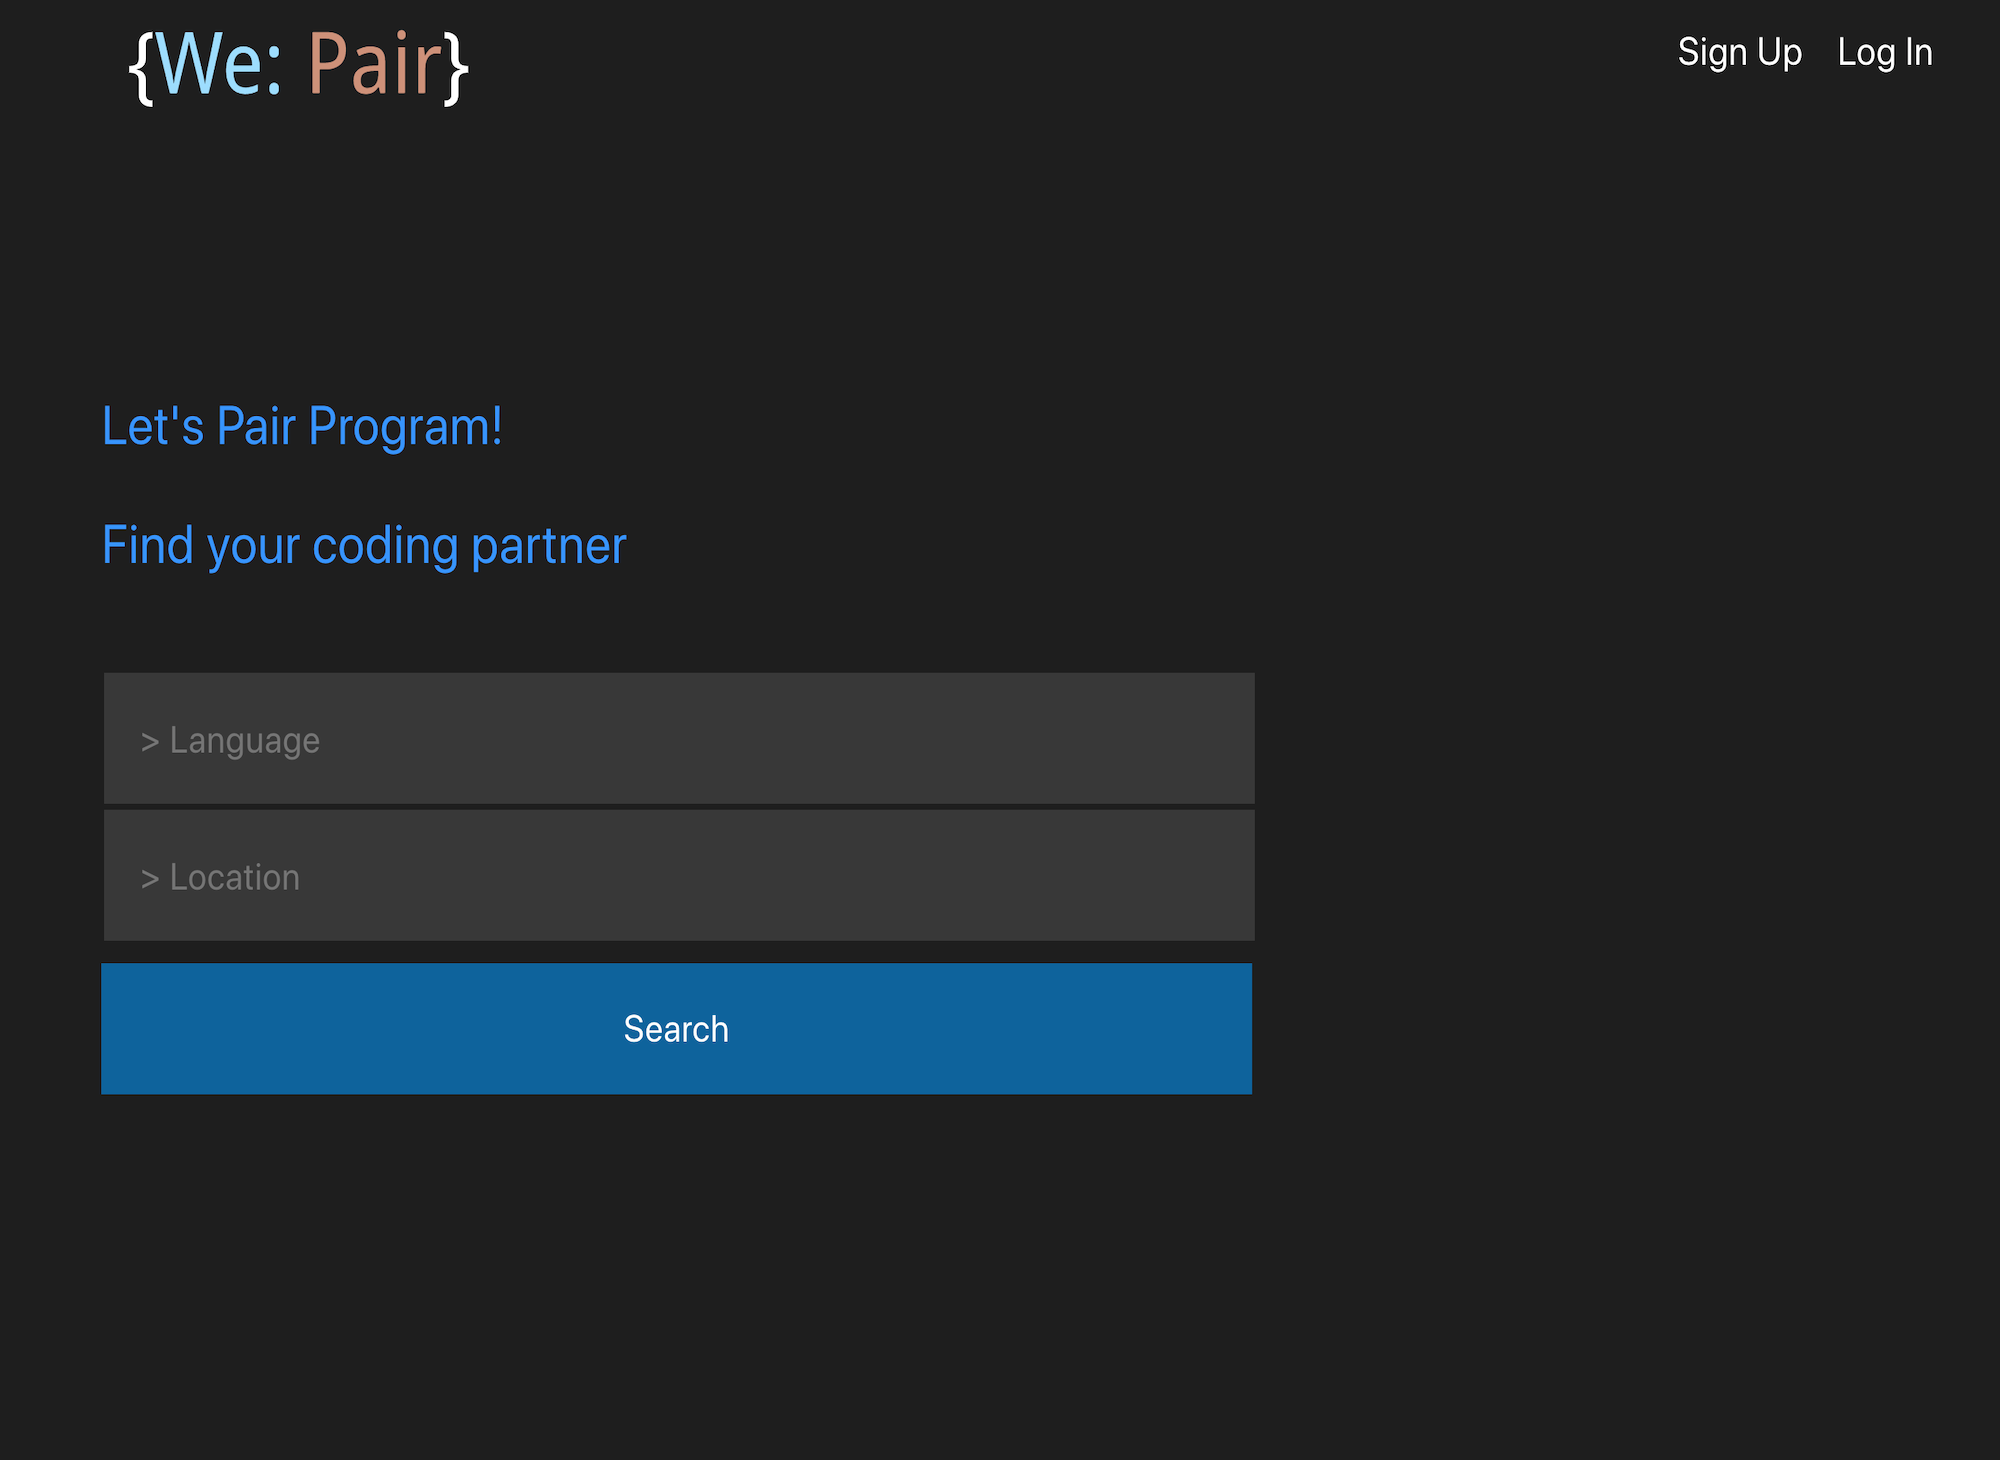 {We: Pair}
Sign Up Log In
Let's Pair Program!
Find your coding partner
> Language
> Location
Search